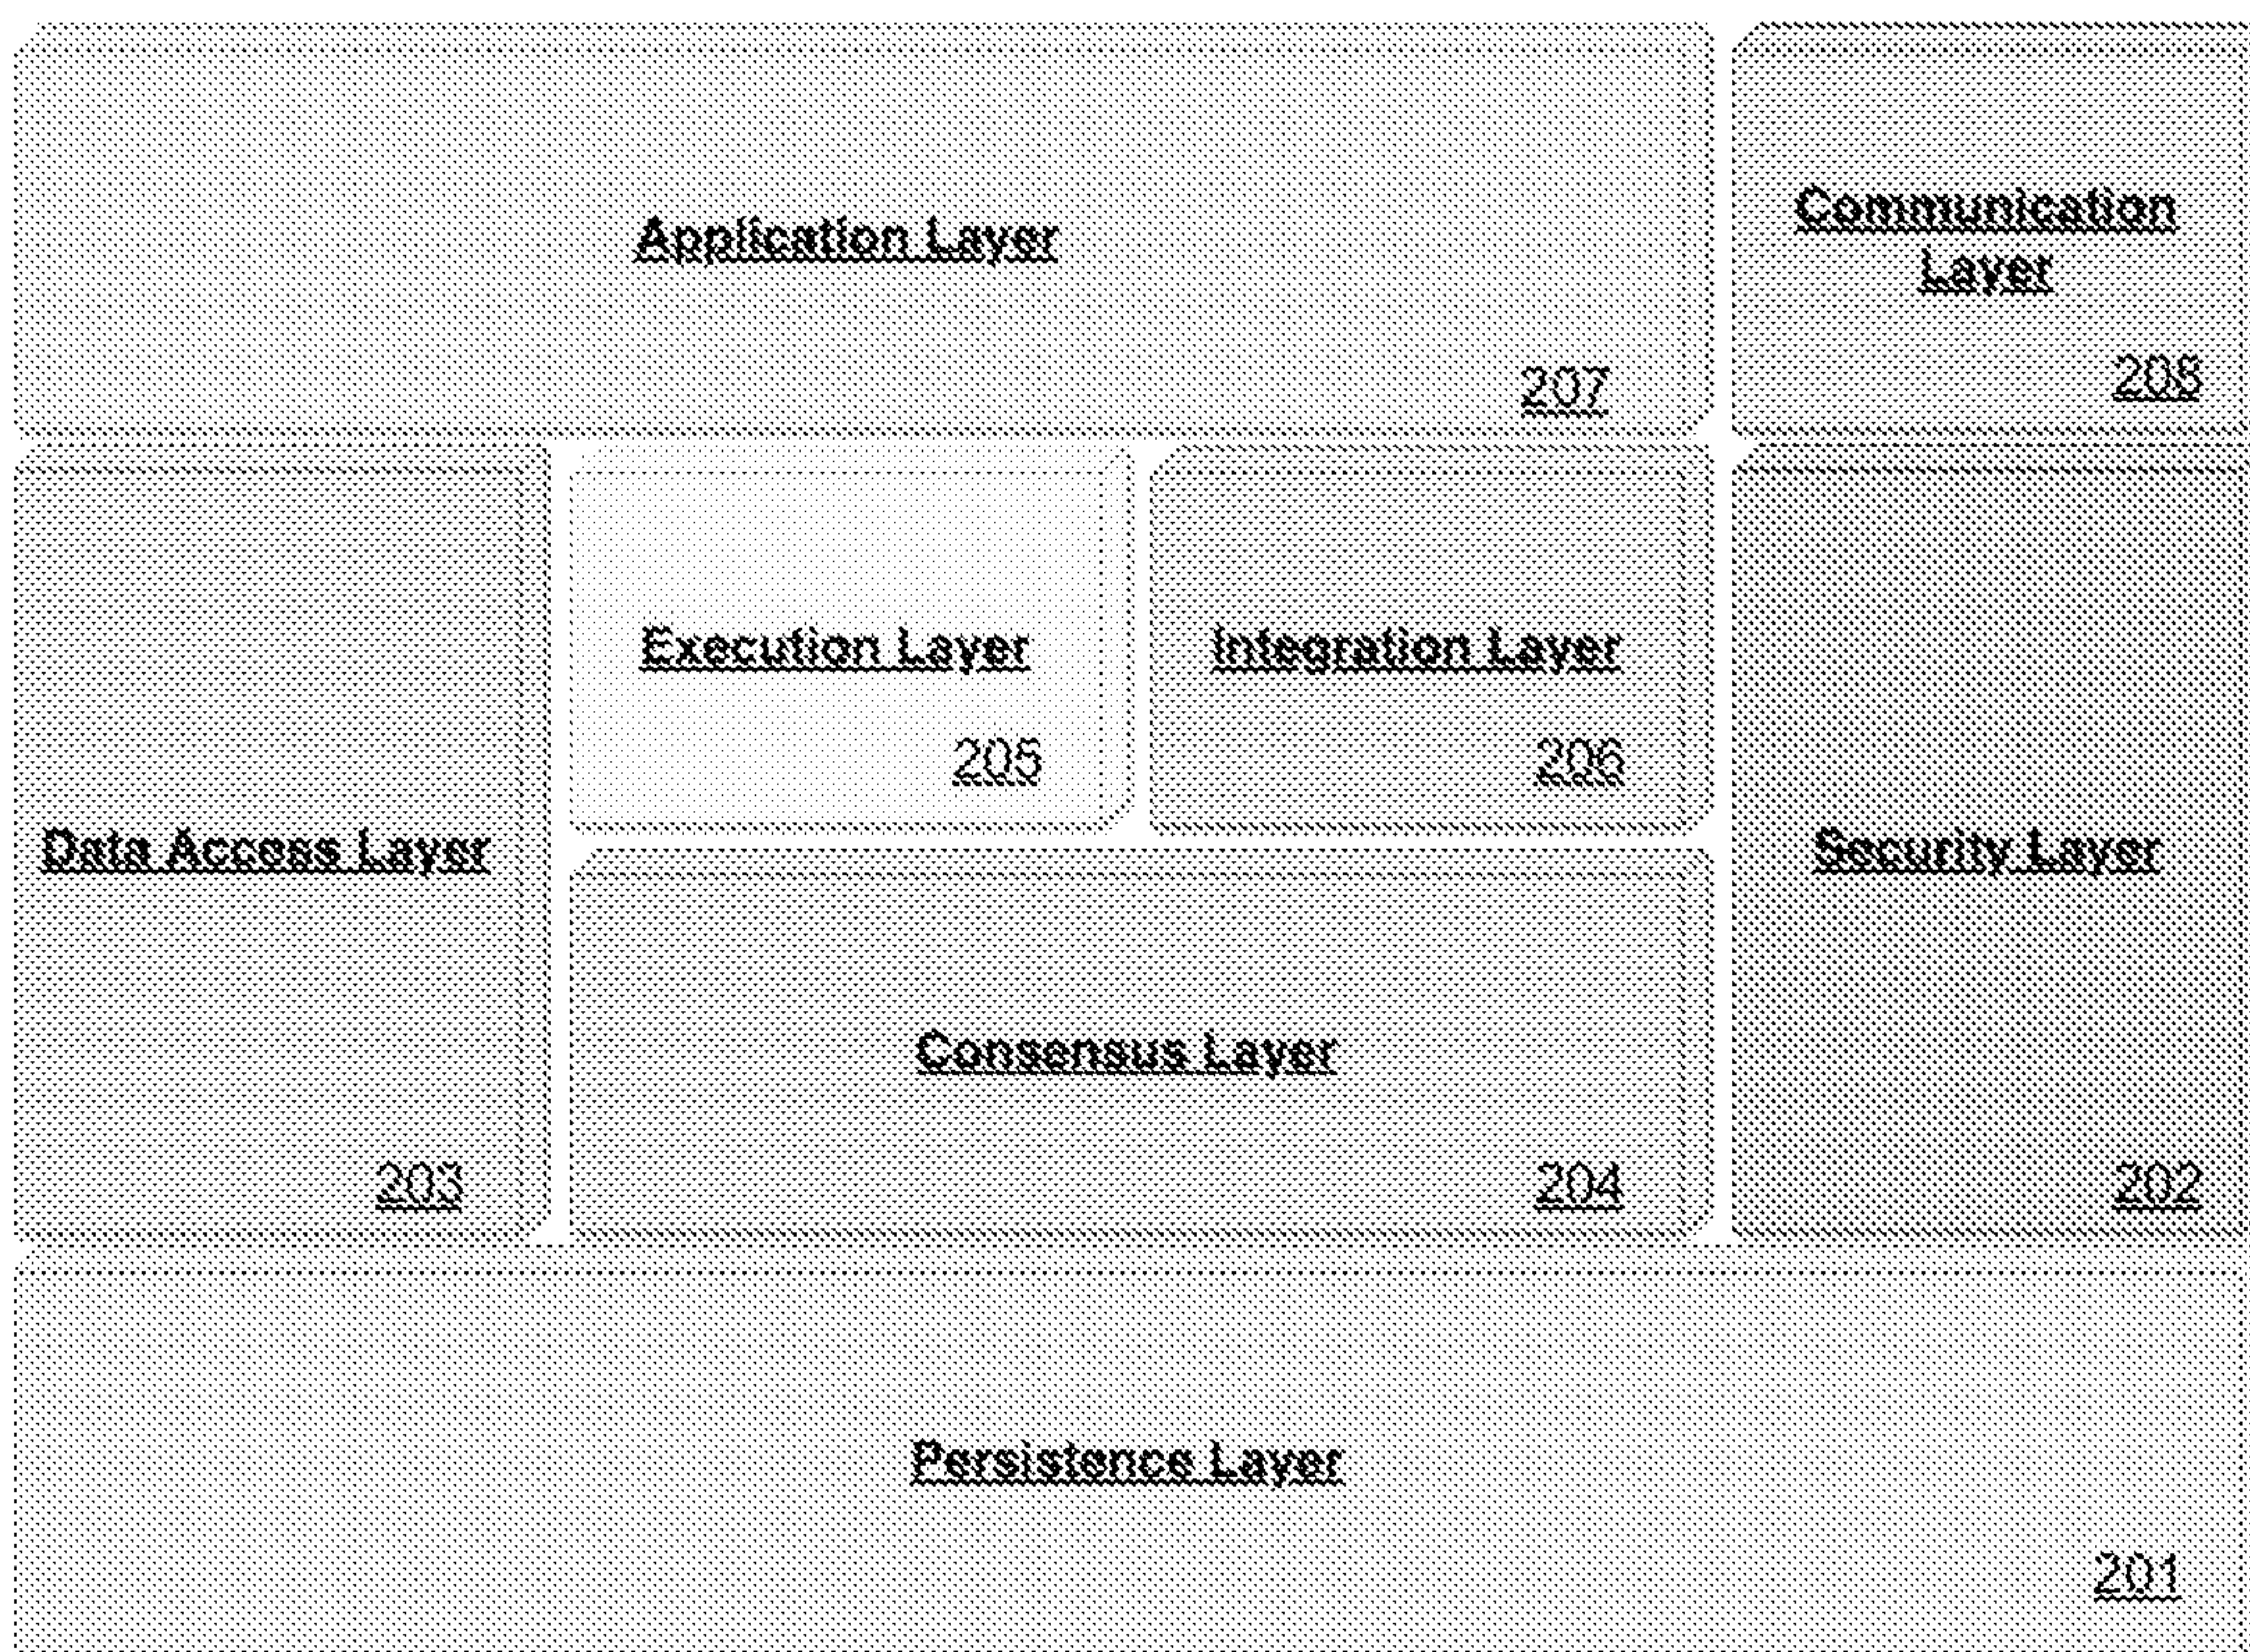 Application Layer
207
Communication
Layer
208
Data Access Layer
203
Execution Layer
205
Integration Layer
206
Consensus Layer
204
Security Layer
202
Persistence Layer
201